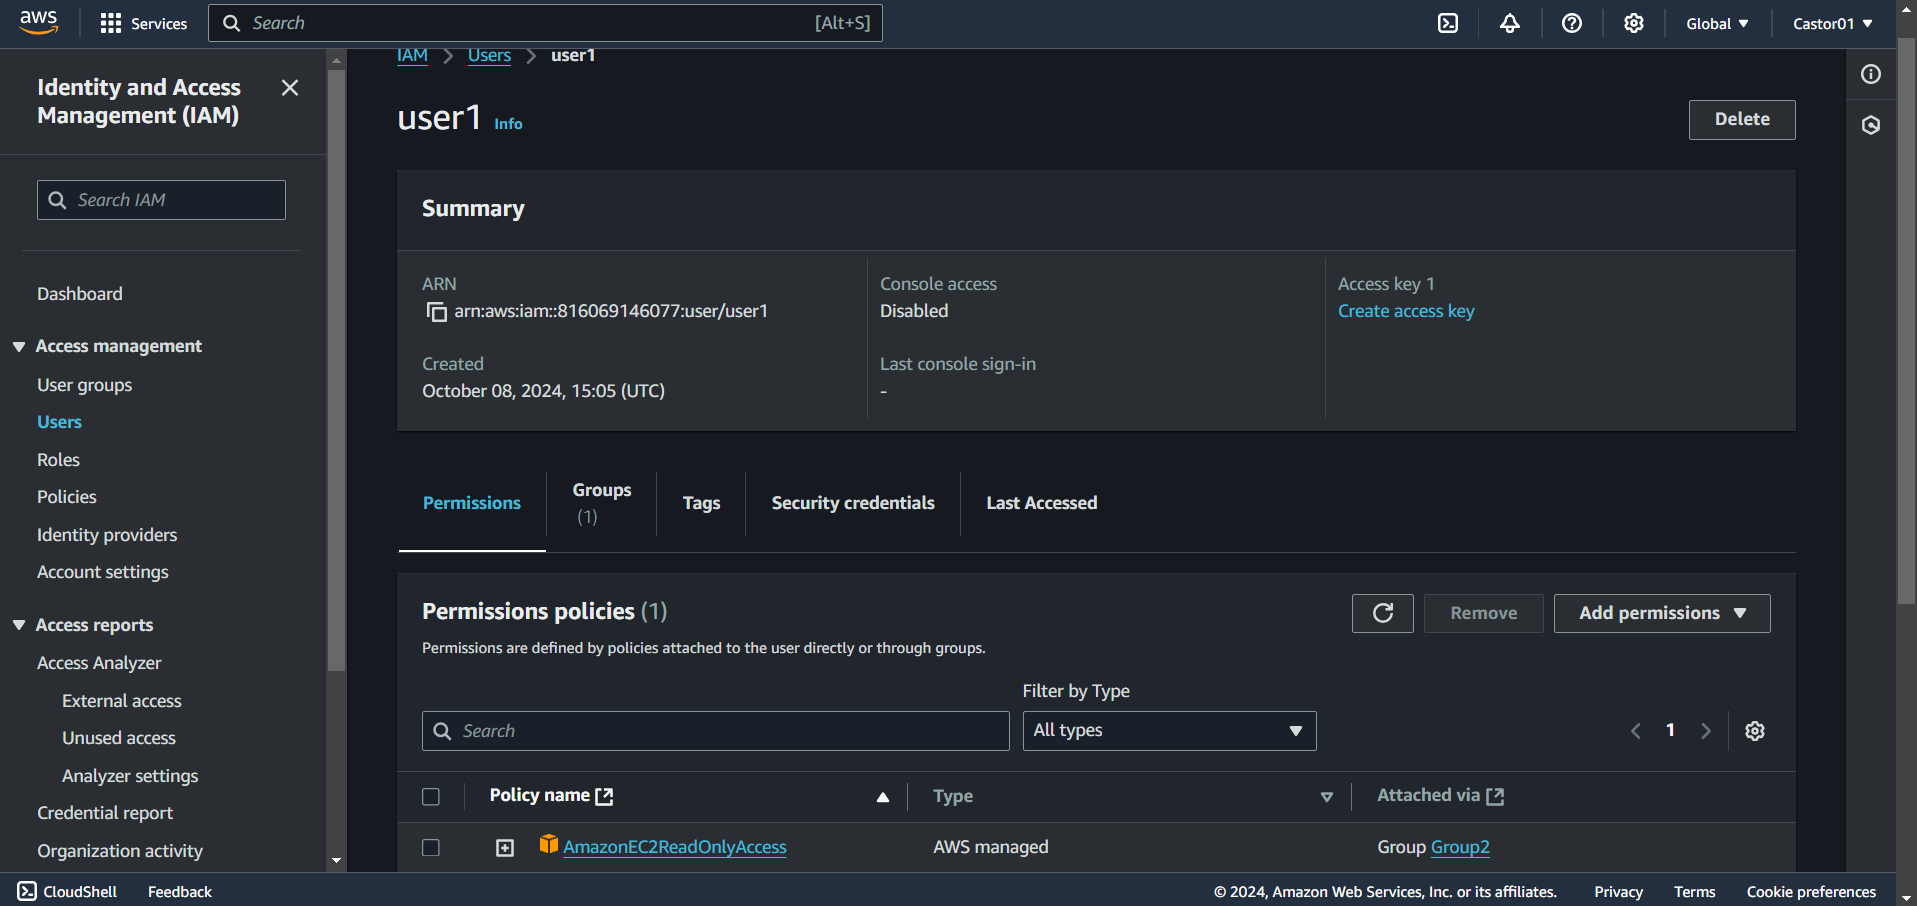 aws Services Search [Alt+S] Global Castor01
Identity and Access
Management (IAM)
Search IAM
Dashboard
Access management
User groups
Users
Roles
Policies
Identity providers
Account settings
Access reports
Access Analyzer
External access
Unused access
Analyzer settings
Credential report
Organization activity
IAM Users user1
user1 Info
Delete
Summary
ARN
arn:aws:iam::816069146077:user/user1
Created
October 08, 2024, 15:05 (UTC)
Console access
Disabled
Last console sign-in
-
Access key 1
Create access key
Permissions
Groups
(1)
Tags
Security credentials
Last Accessed
Permissions policies (1)
Remove
Add permissions
Permissions are defined by policies attached to the user directly or through groups.
Filter by Type
Search
All types
1
Policy name Type Attached via
AmazonEC2ReadOnlyAccess AWS managed Group Group2
CloudShell Feedback © 2024, Amazon Web Services, Inc. or its affiliates. Privacy Terms Cookie preferences